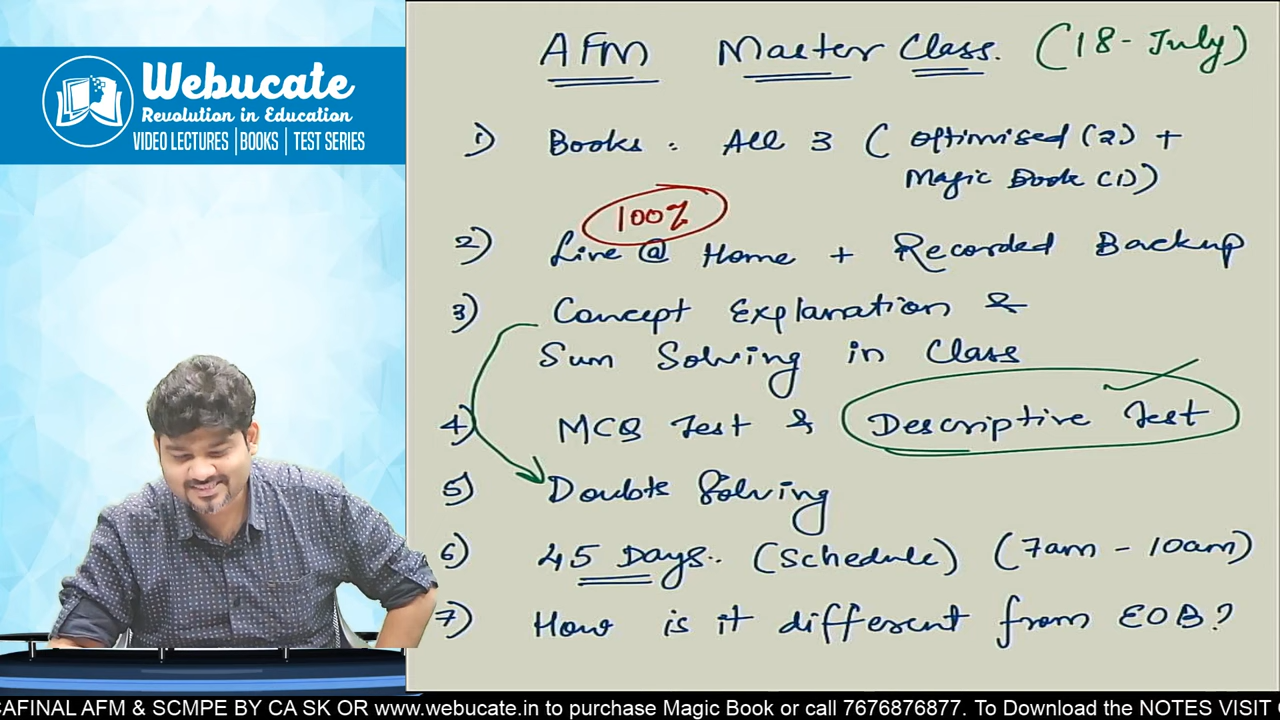 Webucate
Revolution in Education
VIDEO LECTURES | BOOKS | TEST SERIES
AFM Master Class. (18-July)
1) Books: All 3 (Optimised (2) +
Magic Book (1))
100%
2) Live @ Home + Recorded Backup
3) Concept Explanation &
Sum Solving in Class
4) MCQ Test & Descriptive Test
5) Doubts Solving
6) 45 Days.. (Schedule) (7am - 10am)
7) How is it different from EOB?
CAFINAL AFM & SCMPE BY CA SK OR www.webucate.in to purchase Magic Book or call 7676876877. To Download the NOTES VISIT